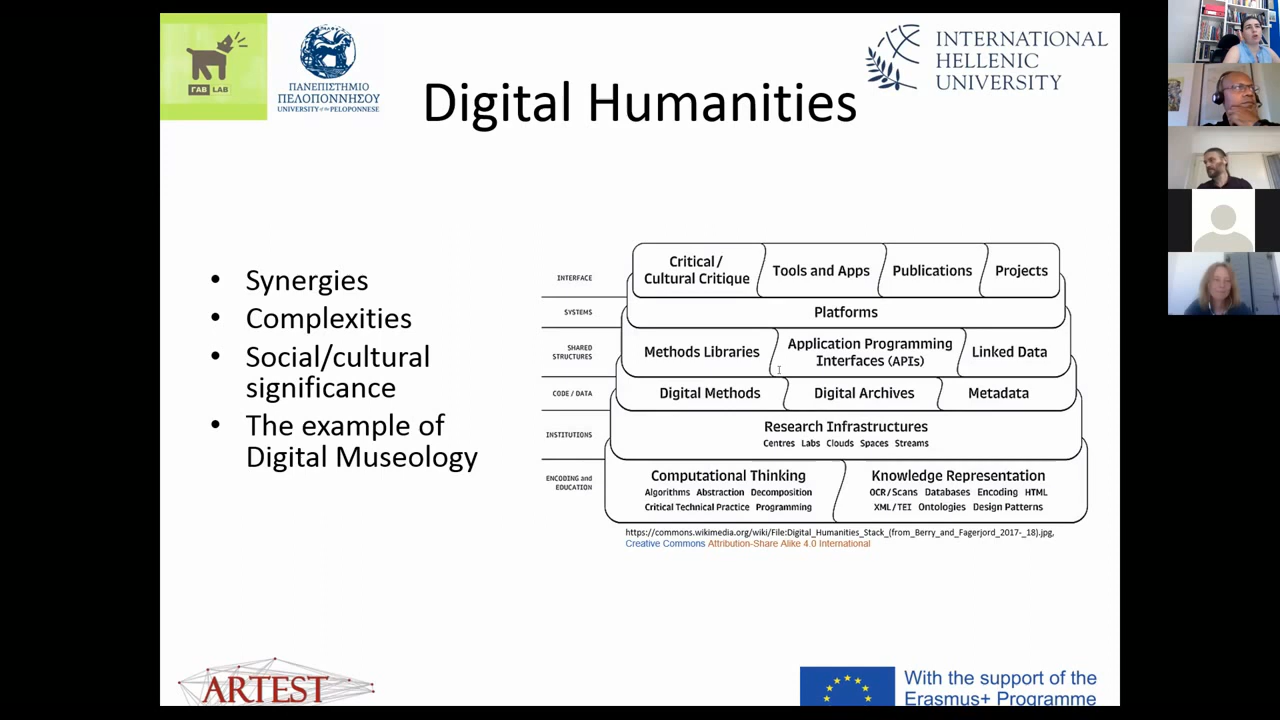 ΓΑΒ LAB
ΠΑΝΕΠΙΣΤΗΜΙΟ
ΠΕΛΟΠΟΝΝΗΣΟΥ
UNIVERSITY of the PELOPONNESE
INTERNATIONAL
HELLENIC
UNIVERSITY
Digital Humanities
• Synergies
• Complexities
• Social/cultural
significance
• The example of
Digital Museology
INTERFACE
Critical /
Cultural Critique
Tools and Apps
Publications
Projects
SYSTEMS
Platforms
SHARED
STRUCTURES
Methods Libraries
Application Programming
Interfaces (APIs)
Linked Data
CODE / DATA
Digital Methods
Digital Archives
Metadata
INSTITUTIONS
Research Infrastructures
Centres Labs Clouds Spaces Streams
ENCODING and
EDUCATION
Computational Thinking
Algorithms Abstraction Decomposition
Critical Technical Practice Programming
Knowledge Representation
OCR/Scans Databases Encoding HTML
XML/TEI Ontologies Design Patterns
https://commons.wikimedia.org/wiki/File:Digital_Humanities_Stack_(from_Berry_and_Fagerjord_2017-_18).jpg,
Creative Commons Attribution-Share Alike 4.0 International
ARTEST
With the support of the
Erasmus+ Programme